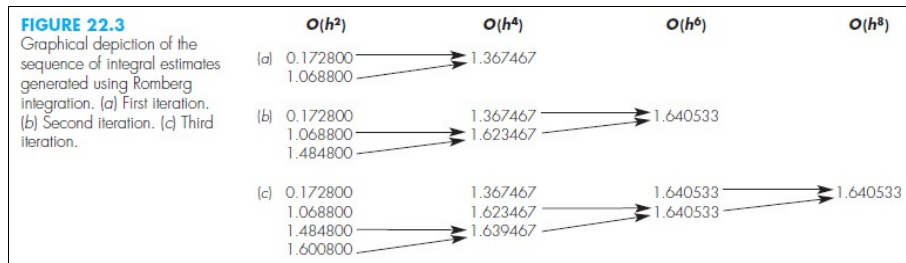 FIGURE 22.3
Graphical depiction of the
sequence of integral estimates
generated using Romberg
integration. (a) First iteration.
(b) Second iteration. (c) Third
iteration.
O(h²) O(h⁴) O(h⁶) O(h⁸)
(a) 0.172800 1.367467
1.068800
(b) 0.172800 1.367467 1.640533
1.068800 1.623467
1.484800
(c) 0.172800 1.367467 1.640533 1.640533
1.068800 1.623467 1.640533
1.484800 1.639467
1.600800